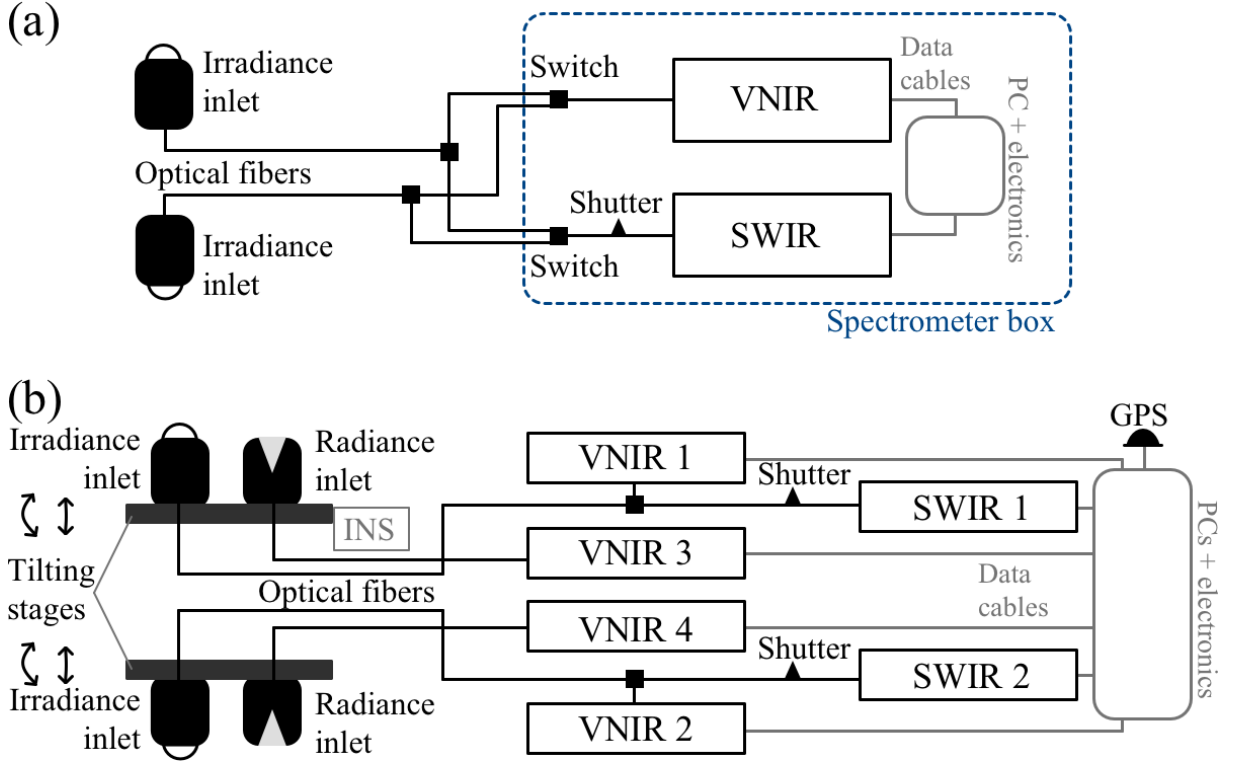 (a)
Irradiance
inlet
Optical fibers
Irradiance
inlet
Switch
VNIR
Data
cables
PC + electronics
Shutter
SWIR
Switch
Spectrometer box
(b)
Irradiance
inlet
Radiance
inlet
INS
Tilting
stages
Optical fibers
Irradiance
inlet
Radiance
inlet
VNIR 1
Shutter
SWIR 1
VNIR 3
Data
cables
VNIR 4
Shutter
SWIR 2
VNIR 2
GPS
PCs + electronics